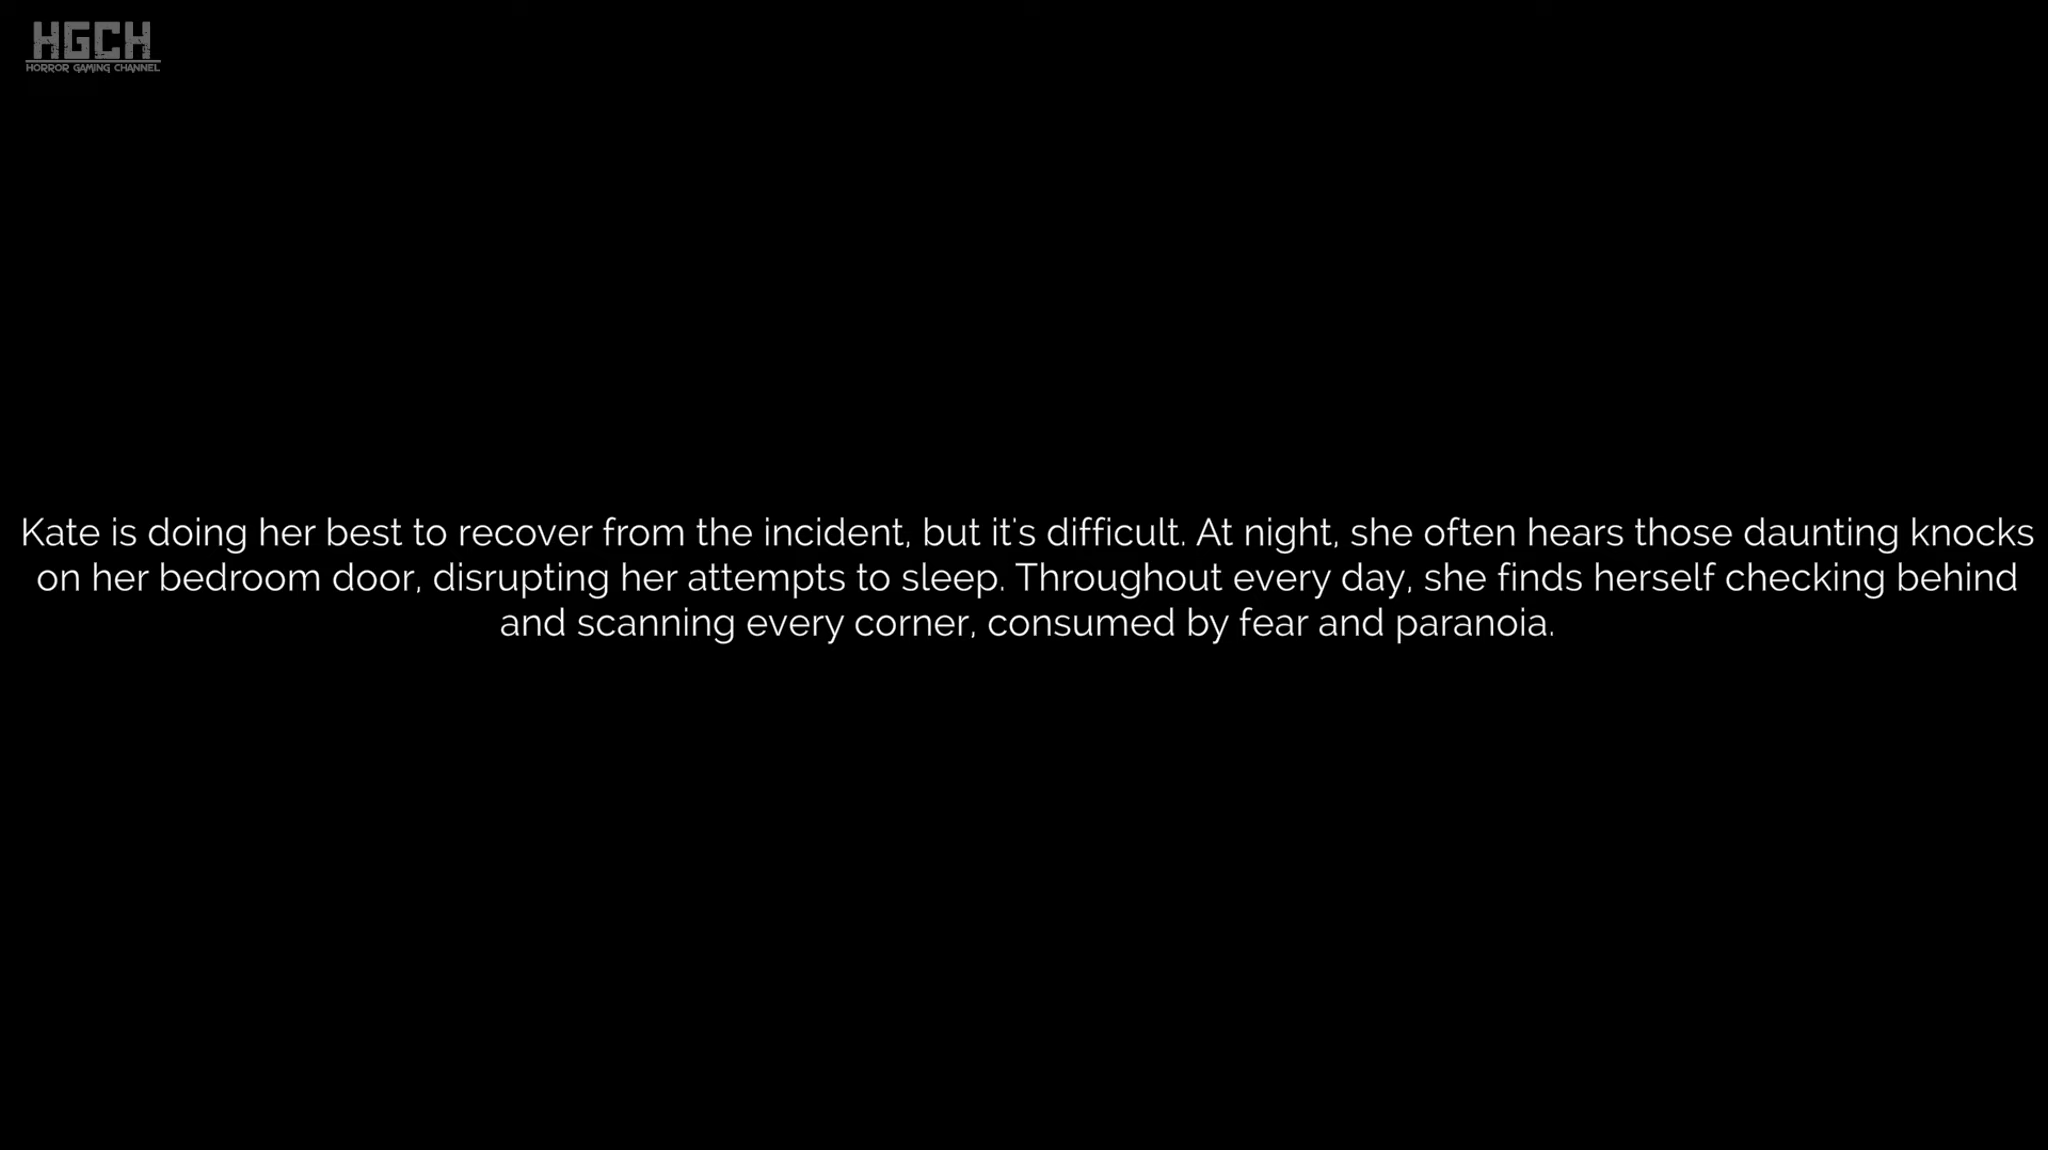 HGCH
HORROR GAMING CHANNEL
Kate is doing her best to recover from the incident, but it's difficult. At night, she often hears those daunting knocks
on her bedroom door, disrupting her attempts to sleep. Throughout every day, she finds herself checking behind
and scanning every corner, consumed by fear and paranoia.